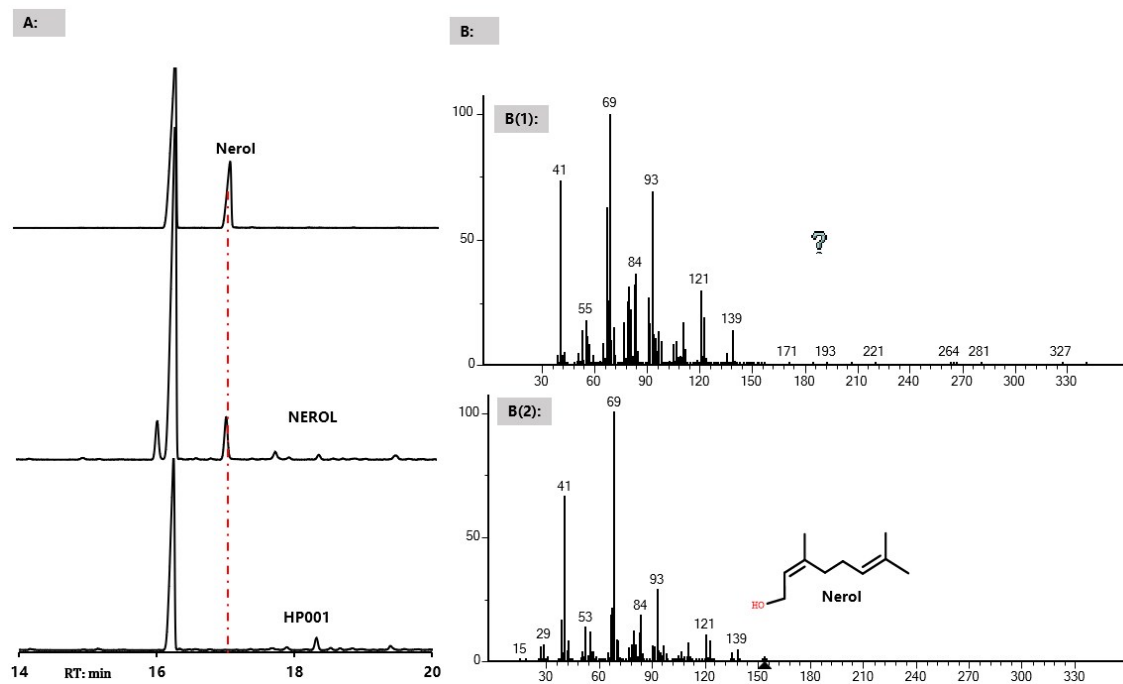 A:
Nerol
NEROL
HP001
14 16 18 20
RT: min
B:
B(1):
100
50
0
41
55
69
84
93
121
139
171
193
221
264
281
327
?
30 60 90 120 150 180 210 240 270 300 330
B(2):
100
50
0
15
29
41
53
69
84
93
121
139
HO
Nerol
30 60 90 120 150 180 210 240 270 300 330